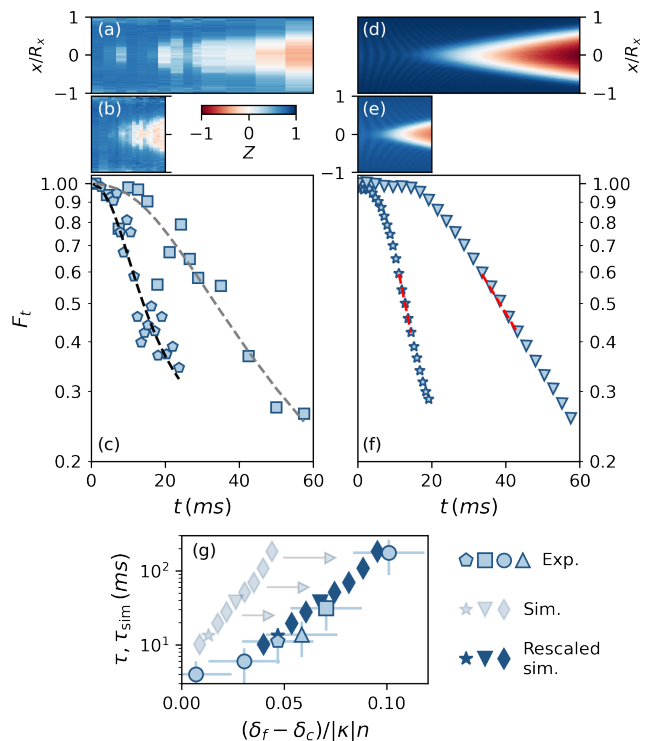 (a)
(d)
1
0
−1
x/Rₓ
1
0
−1
x/Rₓ
(b)
(e)
1
0
−1
−1 0 1
Z
1.00
0.9
0.8
0.7
0.6
0.5
0.4
0.3
0.2
Fₜ
(c)
0 20 40 60
t (ms)
1.00
0.9
0.8
0.7
0.6
0.5
0.4
0.3
0.2
(f)
0 20 40 60
t (ms)
(g)
10²
10¹
τ, τ_sim (ms)
0.00 0.05 0.10
(δ_f − δ_c)/|κ|n
Exp.
Sim.
Rescaled
sim.